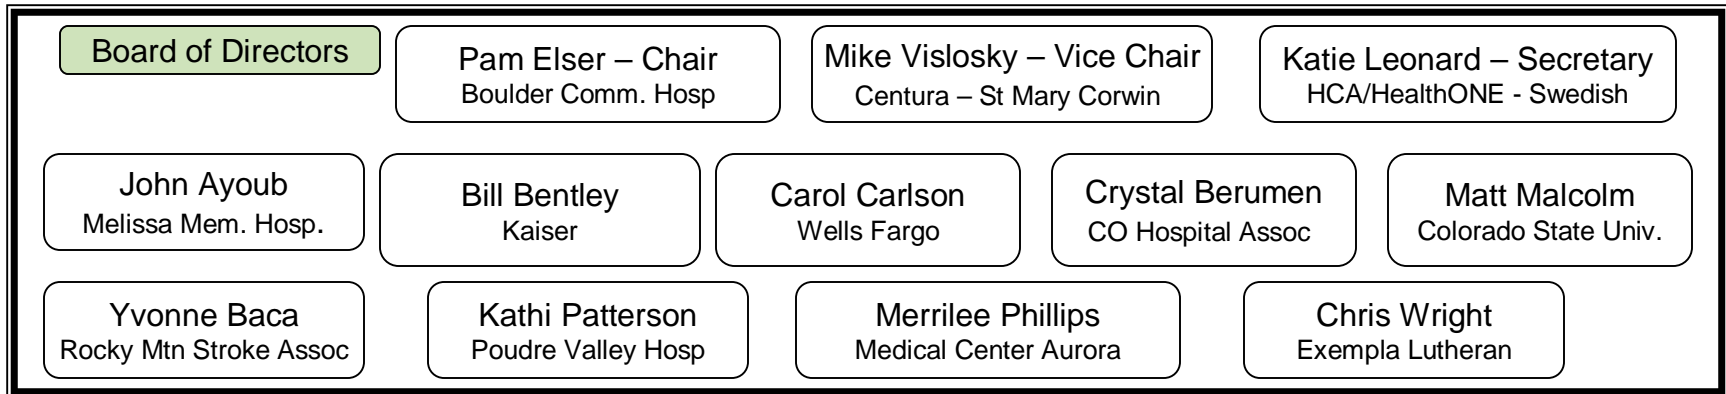 Board of Directors
Pam Elser – Chair
Boulder Comm. Hosp
Mike Vislosky – Vice Chair
Centura – St Mary Corwin
Katie Leonard – Secretary
HCA/HealthONE - Swedish
John Ayoub
Melissa Mem. Hosp.
Bill Bentley
Kaiser
Carol Carlson
Wells Fargo
Crystal Berumen
CO Hospital Assoc
Matt Malcolm
Colorado State Univ.
Yvonne Baca
Rocky Mtn Stroke Assoc
Kathi Patterson
Poudre Valley Hosp
Merrilee Phillips
Medical Center Aurora
Chris Wright
Exempla Lutheran